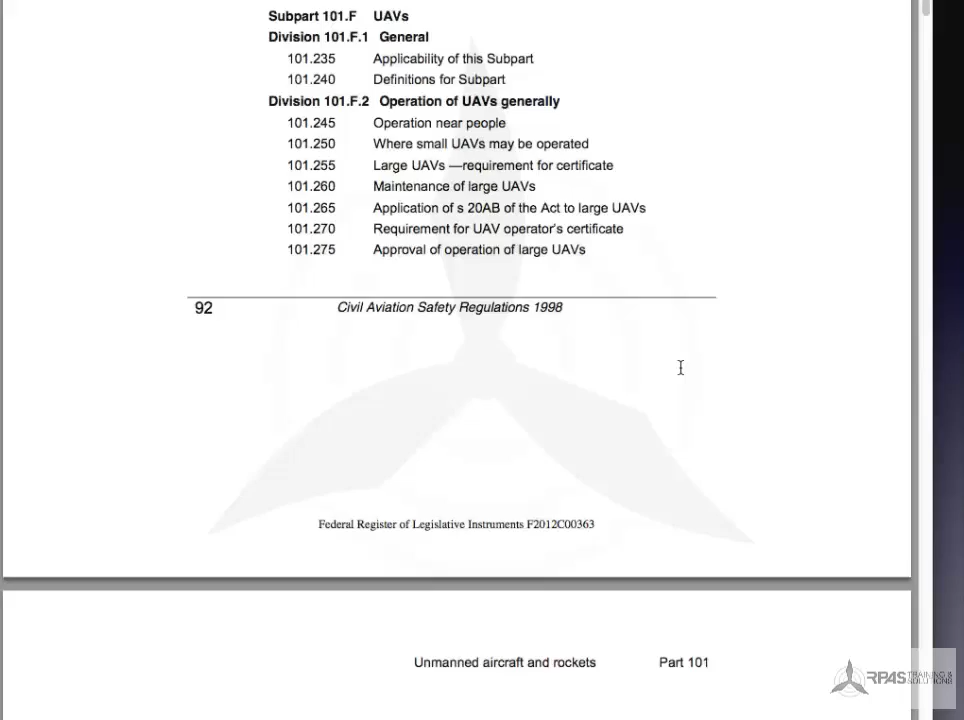 Subpart 101.F UAVs
Division 101.F.1 General
101.235 Applicability of this Subpart
101.240 Definitions for Subpart
Division 101.F.2 Operation of UAVs generally
101.245 Operation near people
101.250 Where small UAVs may be operated
101.255 Large UAVs —requirement for certificate
101.260 Maintenance of large UAVs
101.265 Application of s 20AB of the Act to large UAVs
101.270 Requirement for UAV operator's certificate
101.275 Approval of operation of large UAVs
92 Civil Aviation Safety Regulations 1998
Federal Register of Legislative Instruments F2012C00363
Unmanned aircraft and rockets Part 101
RPAS TRAINING & SOLUTIONS